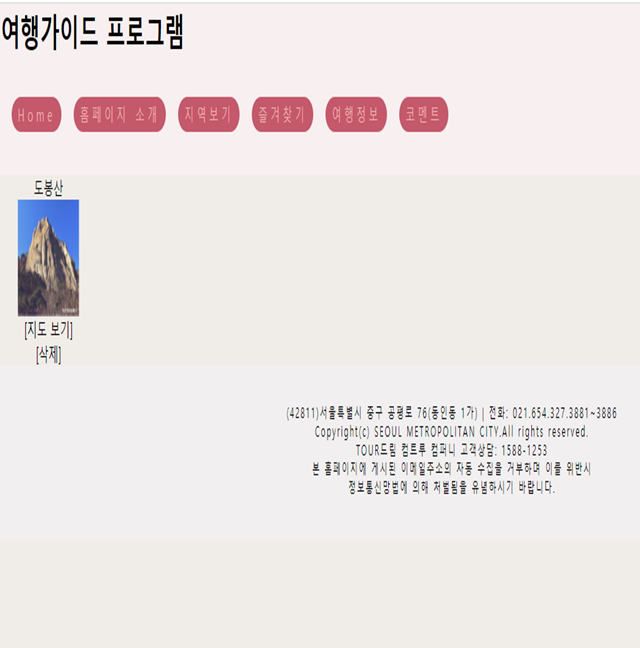 여행가이드 프로그램
Home 홈페이지 소개 지역보기 즐겨찾기 여행정보 코멘트
도봉산
[지도 보기]
[삭제]
(42811)서울특별시 중구 공평로 76(동인동 1가) | 전화: 021.654.327.3881~3886
Copyright(c) SEOUL METROPOLITAN CITY.All rights reserved.
TOUR드림 컴트루 컴퍼니 고객상담: 1588-1253
본 홈페이지에 게시된 이메일주소의 자동 수집을 거부하며 이를 위반시
정보통신망법에 의해 처벌됨을 유념하시기 바랍니다.